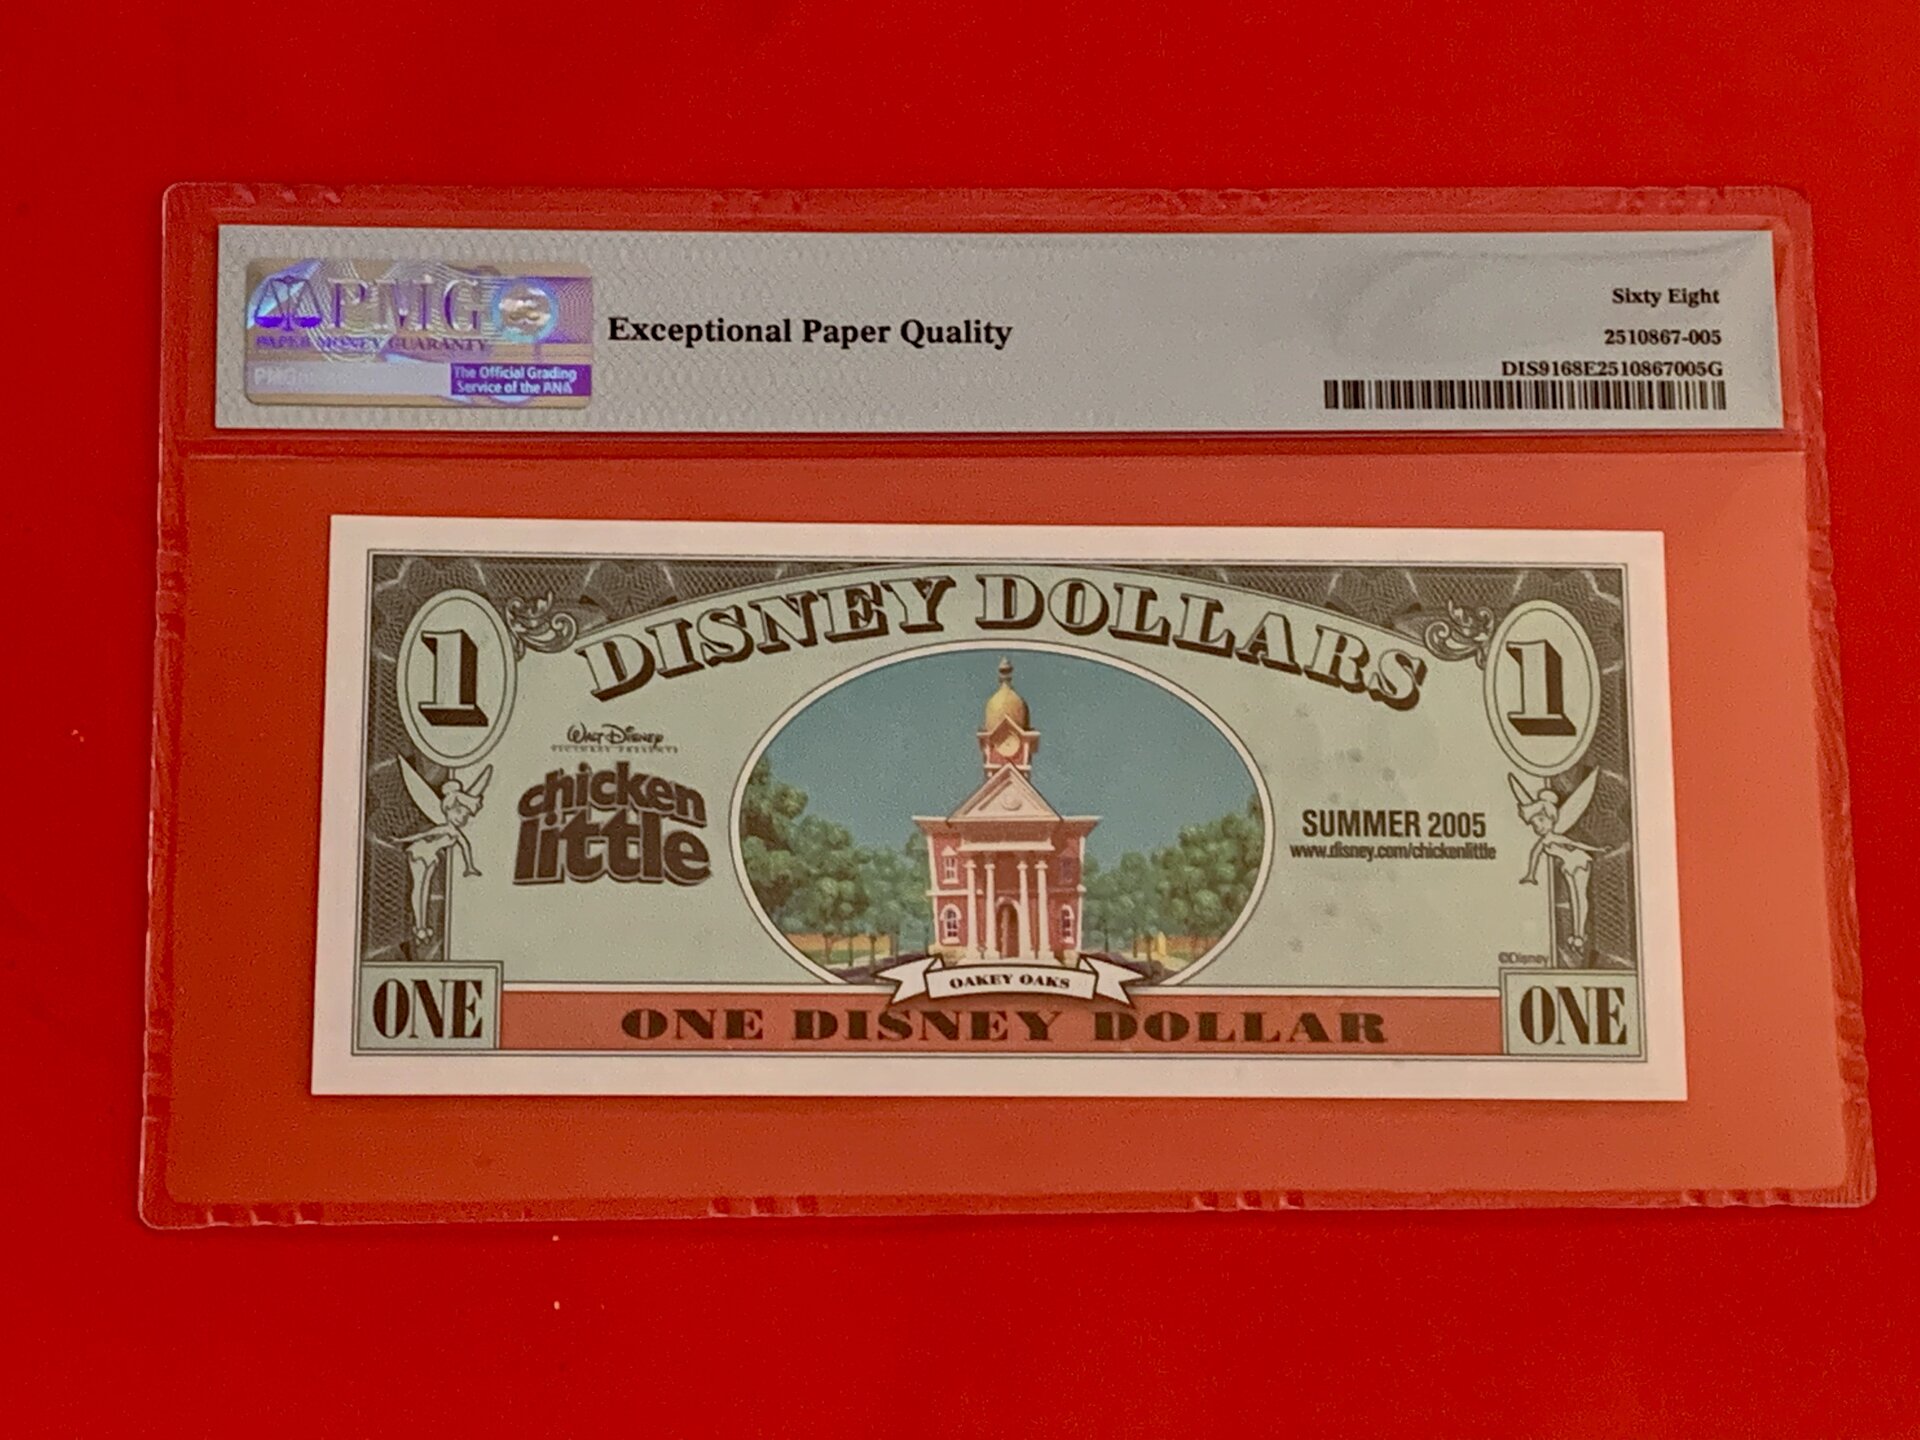 PMG
PAPER MONEY GUARANTY
The Official Grading
Service of the ANA
Exceptional Paper Quality
Sixty Eight
2510867-005
DIS9168E2510867005G
DISNEY DOLLARS
1
1
WALT DISNEY
PICTURES PRESENTS
chicken
little
SUMMER 2005
www.disney.com/chickenlittle
©Disney
OAKEY OAKS
ONE
ONE DISNEY DOLLAR
ONE